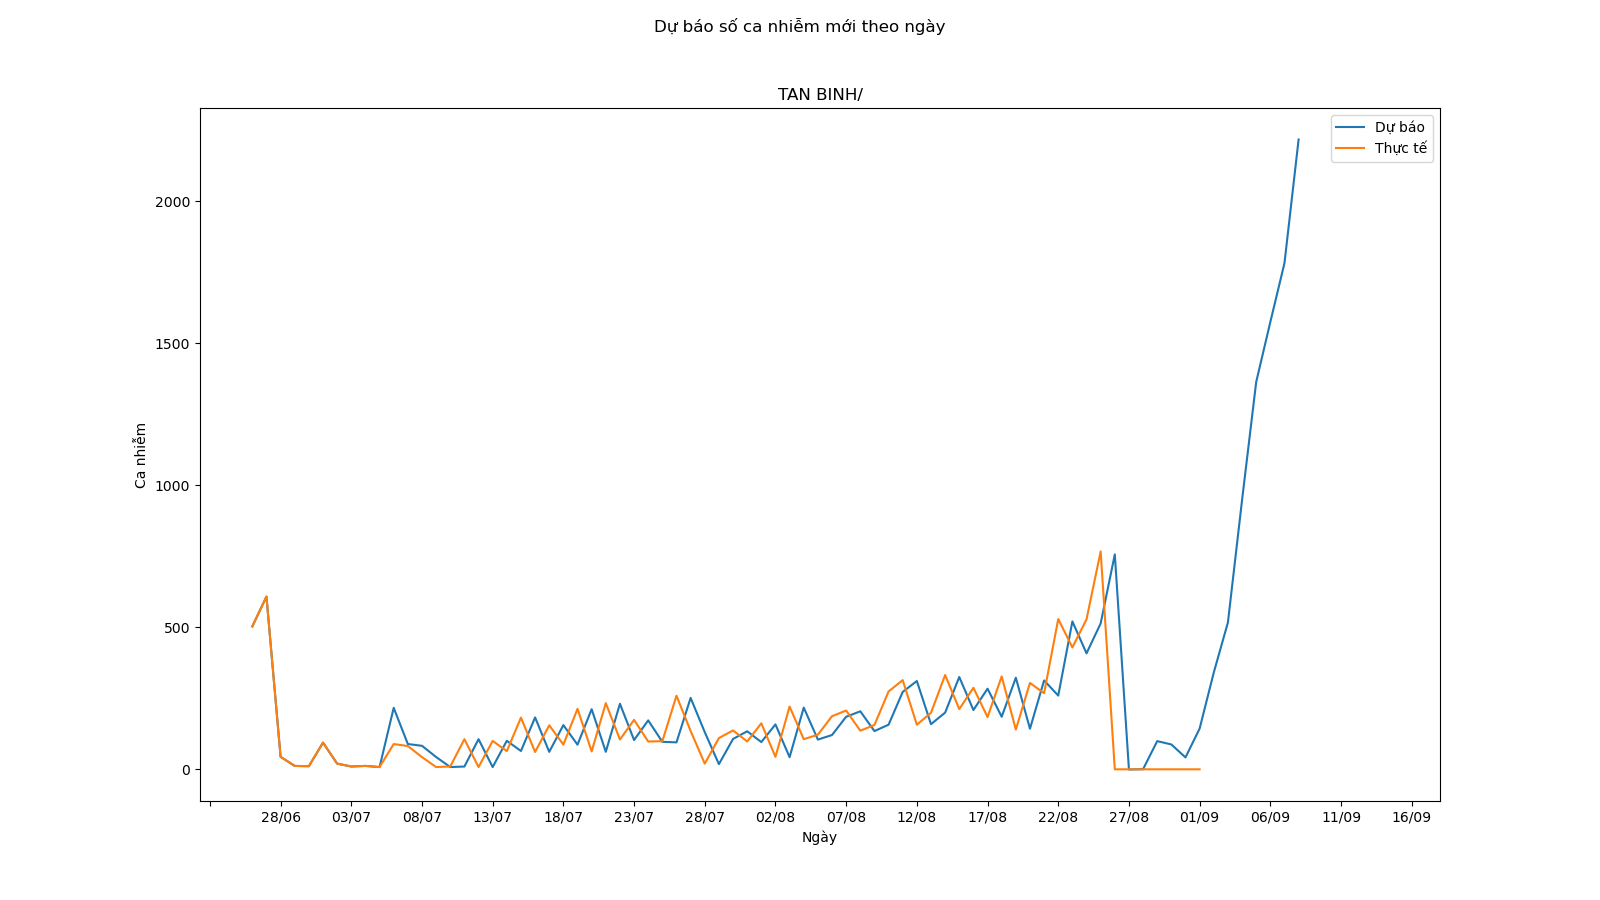 Dự báo số ca nhiễm mới theo ngày
TAN BINH/
Dự báo
Thực tế
2000
1500
1000
500
0
Ca nhiễm
28/06 03/07 08/07 13/07 18/07 23/07 28/07 02/08 07/08 12/08 17/08 22/08 27/08 01/09 06/09 11/09 16/09
Ngày